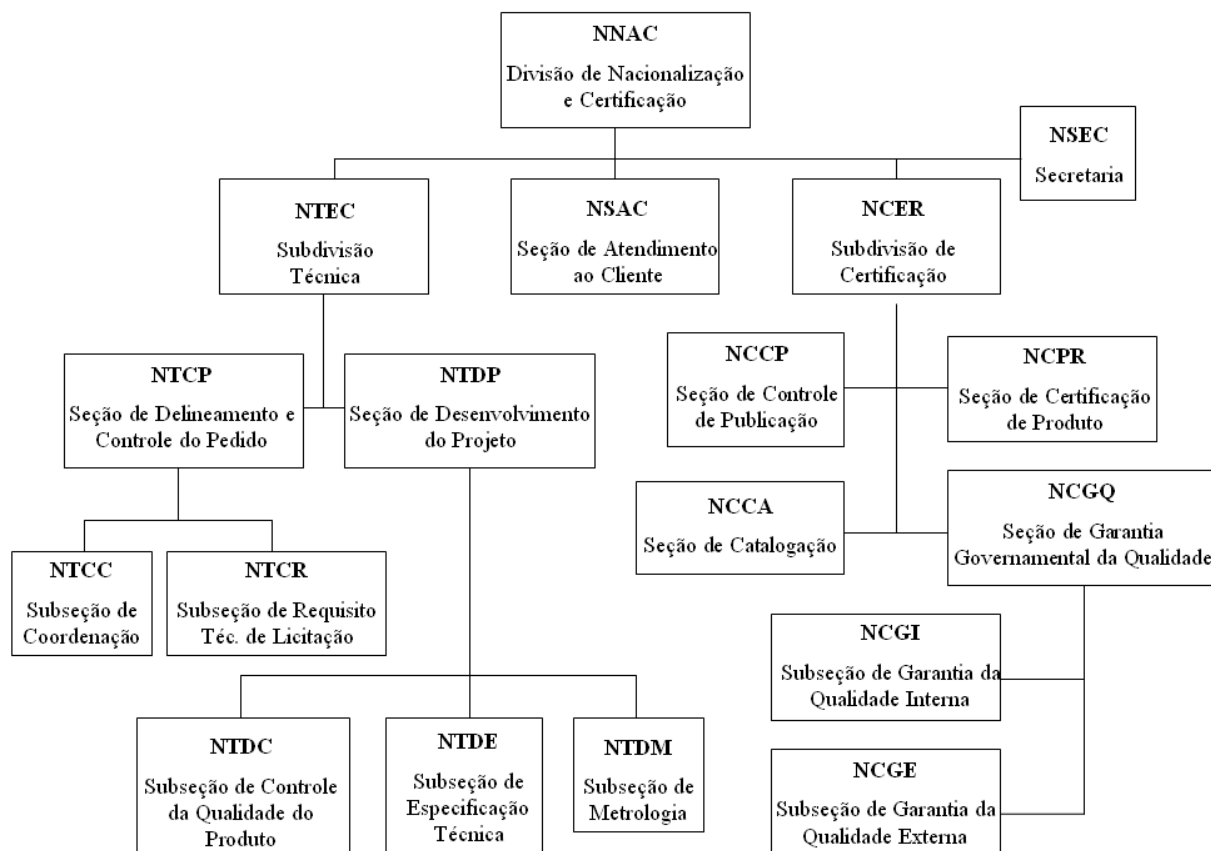 NNAC
Divisão de Nacionalização
e Certificação
NSEC
Secretaria
NTEC
Subdivisão
Técnica
NSAC
Seção de Atendimento
ao Cliente
NCER
Subdivisão de
Certificação
NCCP
Seção de Controle
de Publicação
NCPR
Seção de Certificação
de Produto
NTCP
Seção de Delineamento e
Controle do Pedido
NTDP
Seção de Desenvolvimento
do Projeto
NCCA
Seção de Catalogação
NCGQ
Seção de Garantia
Governamental da Qualidade
NTCC
Subseção de
Coordenação
NTCR
Subseção de Requisito
Téc. de Licitação
NCGI
Subseção de Garantia da
Qualidade Interna
NTDC
Subseção de Controle
da Qualidade do
Produto
NTDE
Subseção de
Especificação
Técnica
NTDM
Subseção de
Metrologia
NCGE
Subseção de Garantia da
Qualidade Externa